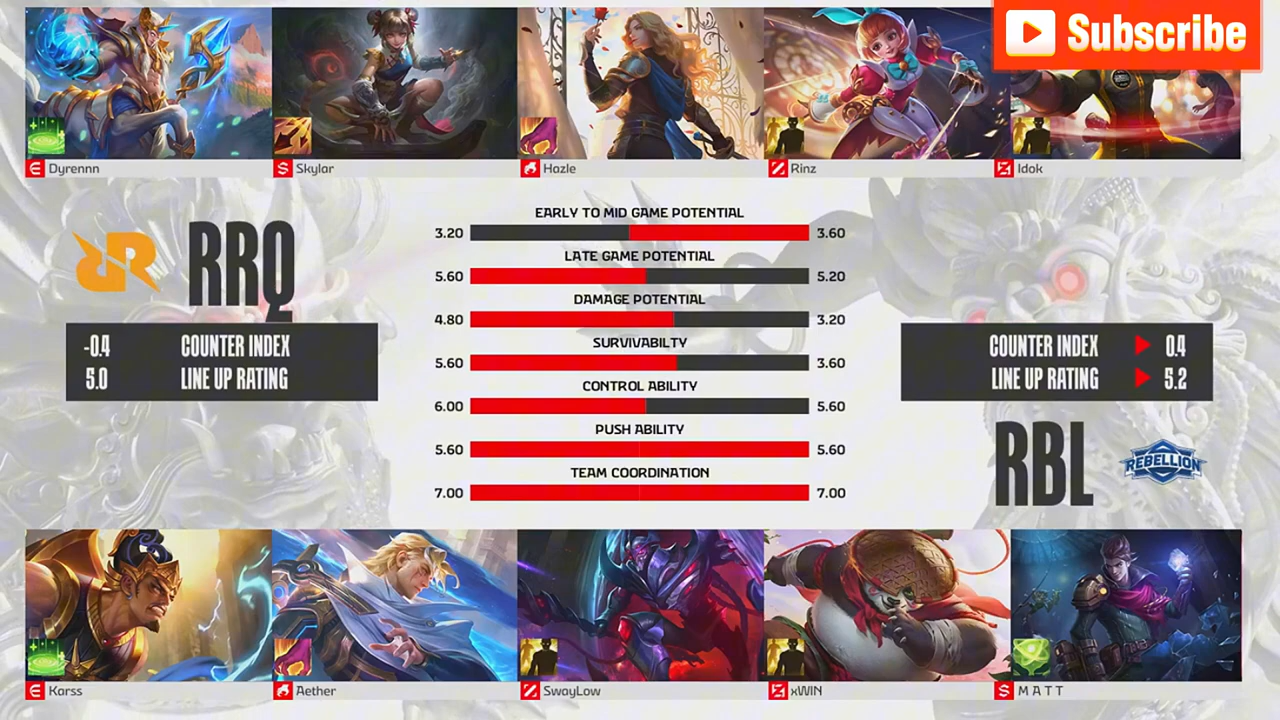 Subscribe
Dyrennn
Skylar
Hazle
Rinz
Idok
RRQ
-0.4 COUNTER INDEX
5.0 LINE UP RATING
EARLY TO MID GAME POTENTIAL
3.20 3.60
LATE GAME POTENTIAL
5.60 5.20
DAMAGE POTENTIAL
4.80 3.20
SURVIVABILTY
5.60 3.60
CONTROL ABILITY
6.00 5.60
PUSH ABILITY
5.60 5.60
TEAM COORDINATION
7.00 7.00
COUNTER INDEX 0.4
LINE UP RATING 5.2
RBL
REBELLION
Karss
Aether
SwayLow
xWIN
M A T T